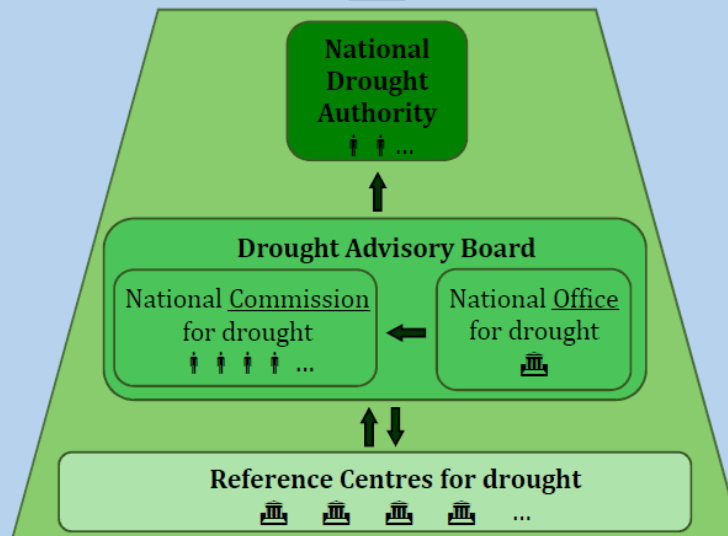 National
Drought
Authority
...
Drought Advisory Board
National Commission
for drought
...
National Office
for drought
Reference Centres for drought
...